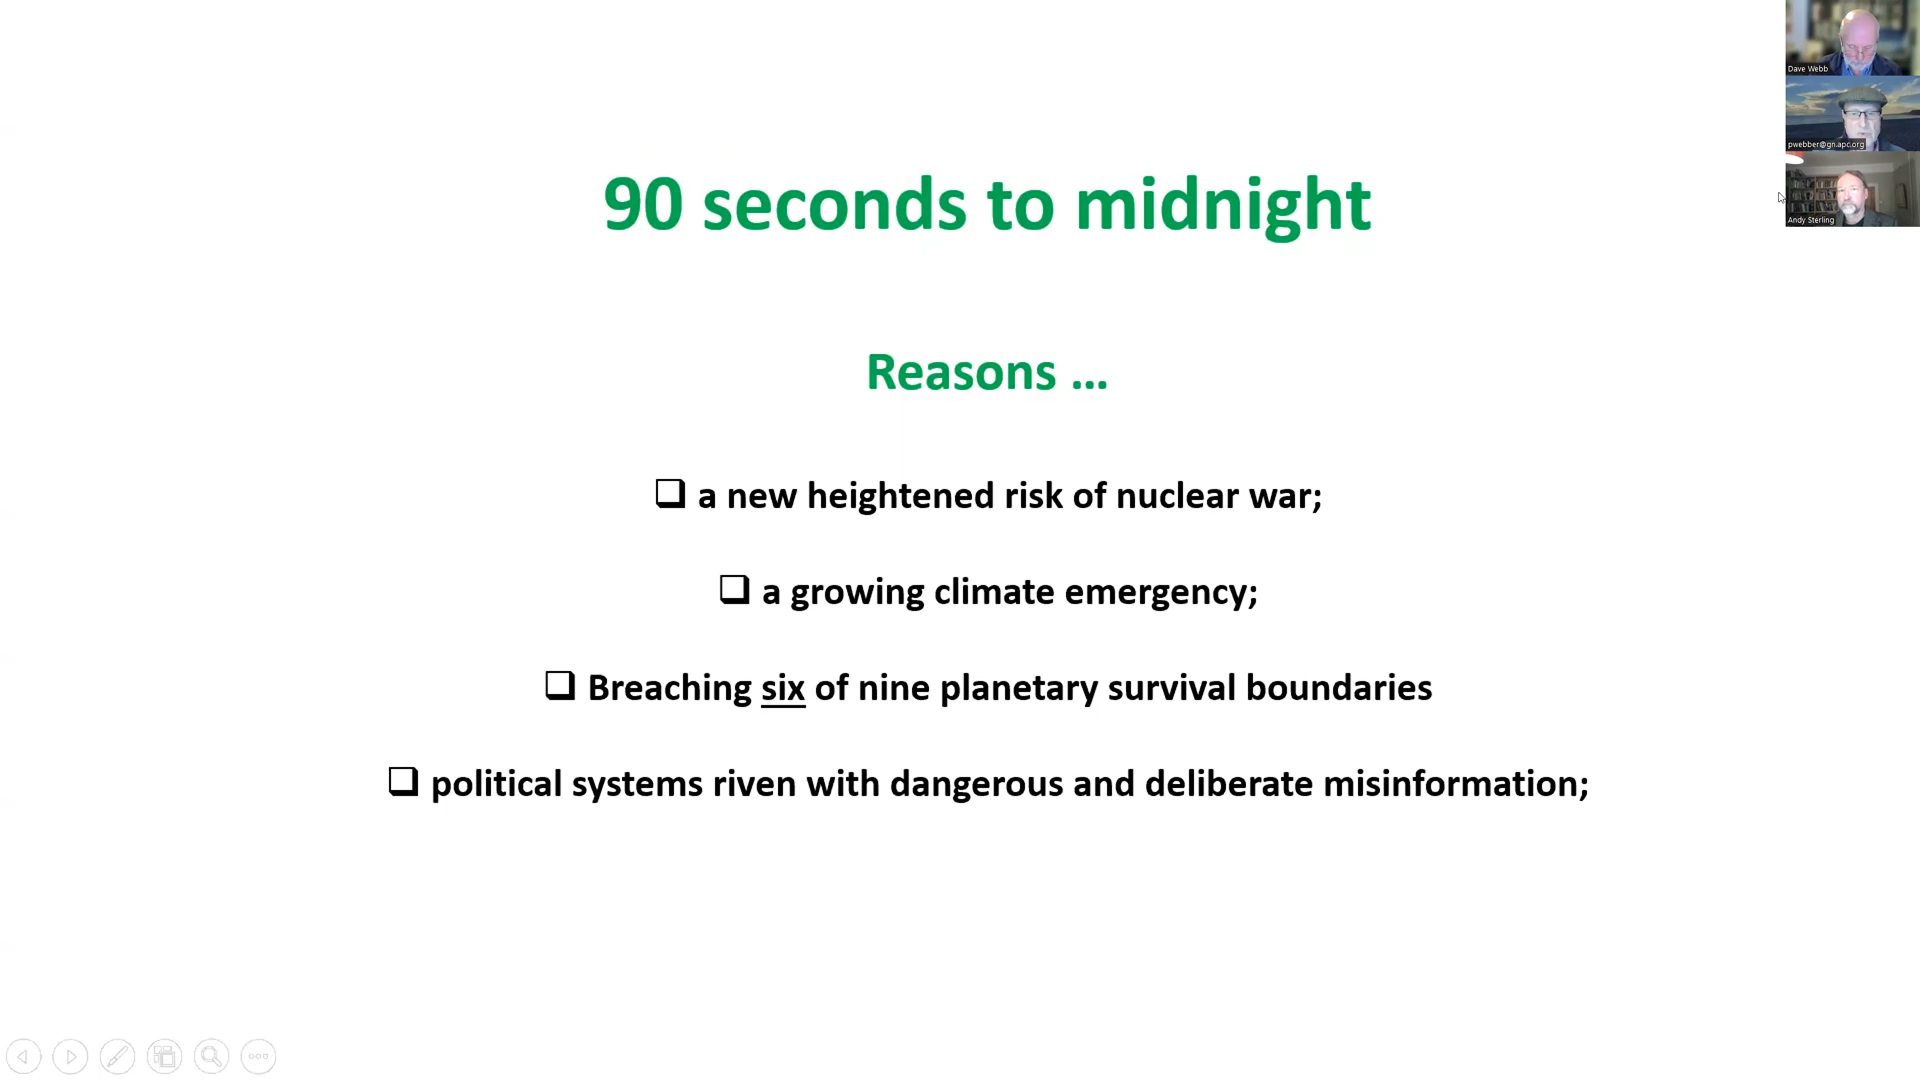 Dave Webb
pwebber@gn.apc.org
Andy Sterling
90 seconds to midnight
Reasons ...
❑ a new heightened risk of nuclear war;
❑ a growing climate emergency;
❑ Breaching six of nine planetary survival boundaries
❑ political systems riven with dangerous and deliberate misinformation;